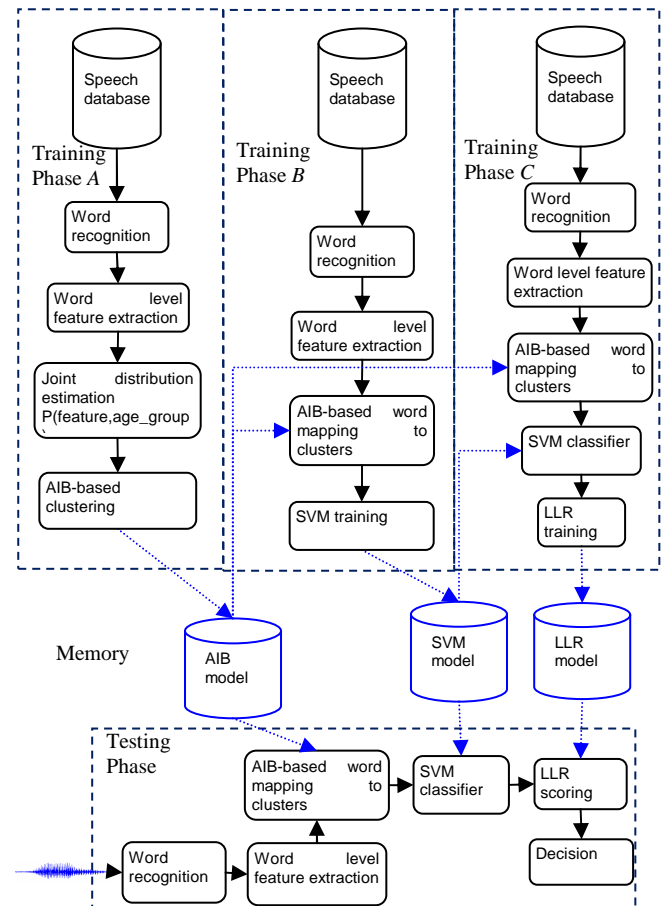 Speech
database
Training
Phase A
Word
recognition
Word level
feature extraction
Joint distribution
estimation
P(feature,age_group
AIB-based
clustering
Speech
database
Training
Phase B
Word
recognition
Word level
feature extraction
AIB-based word
mapping to
clusters
SVM training
Speech
database
Training
Phase C
Word
recognition
Word level feature
extraction
AIB-based word
mapping to
clusters
SVM classifier
LLR
training
Memory
AIB
model
SVM
model
LLR
model
Testing
Phase
Word
recognition
Word level
feature extraction
AIB-based word
mapping to
clusters
SVM
classifier
LLR
scoring
Decision